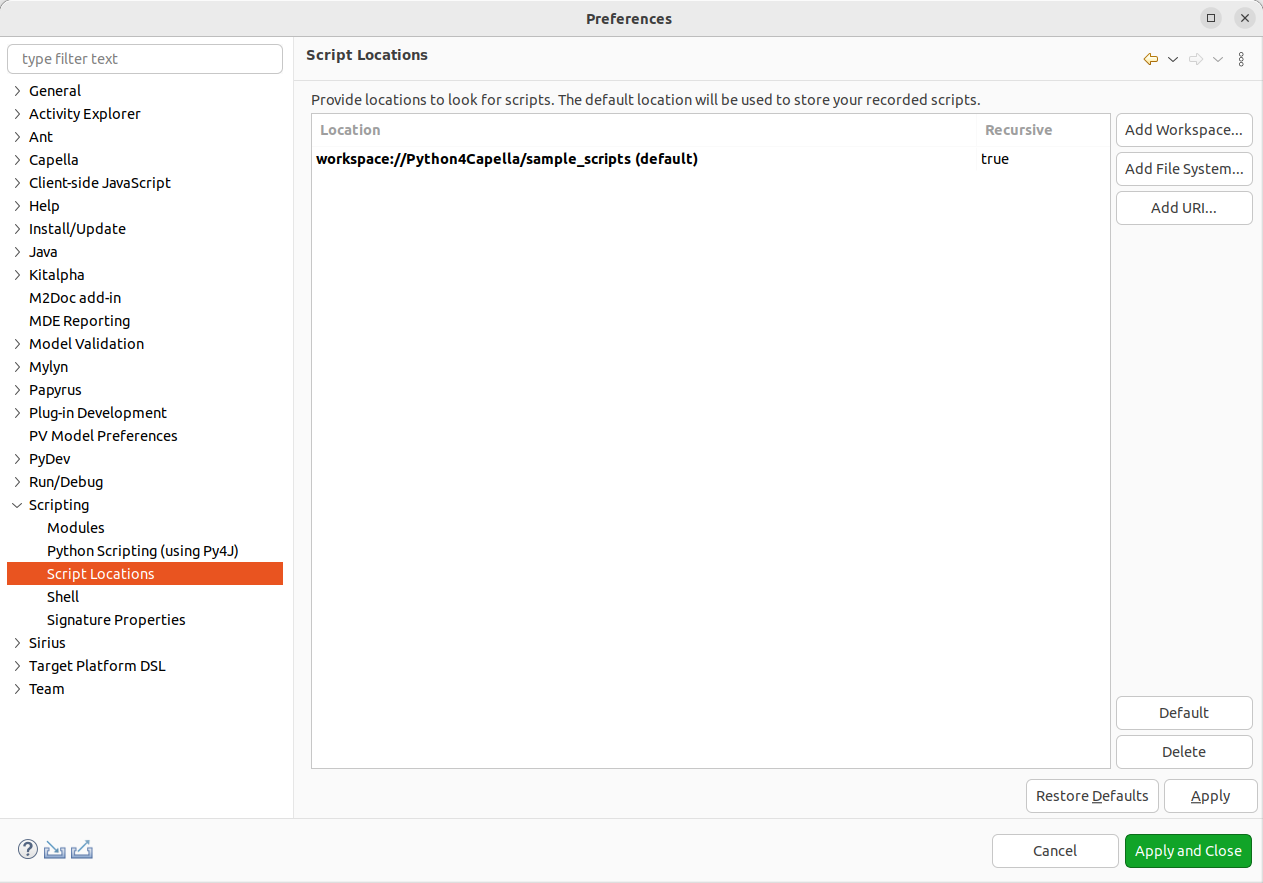 Preferences
type filter text
Script Locations
General
Activity Explorer
Ant
Capella
Client-side JavaScript
Help
Install/Update
Java
Kitalpha
M2Doc add-in
MDE Reporting
Model Validation
Mylyn
Papyrus
Plug-in Development
PV Model Preferences
PyDev
Run/Debug
Scripting
Modules
Python Scripting (using Py4J)
Script Locations
Shell
Signature Properties
Sirius
Target Platform DSL
Team
Provide locations to look for scripts. The default location will be used to store your recorded scripts.
Location Recursive
workspace://Python4Capella/sample_scripts (default) true
Add Workspace...
Add File System...
Add URI...
Default
Delete
Restore Defaults Apply
? Cancel Apply and Close